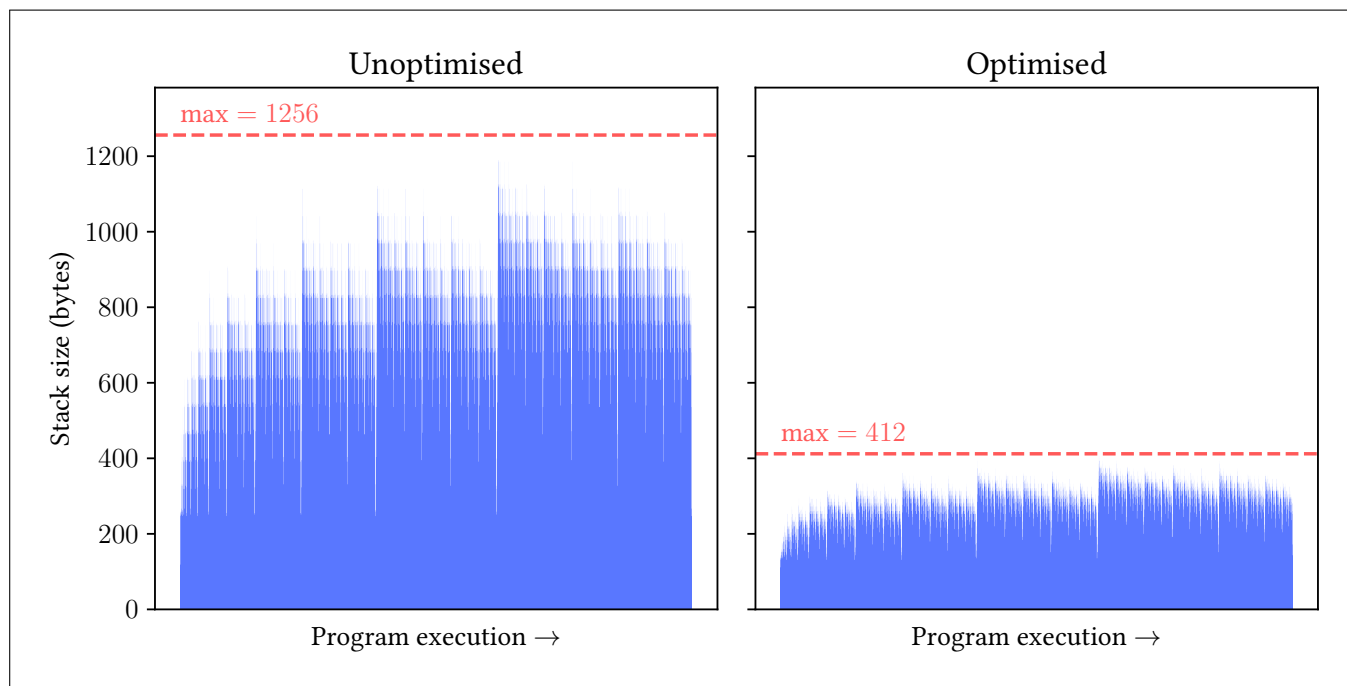 Unoptimised
Optimised
max = 1256
max = 412
Stack size (bytes)
1200
1000
800
600
400
200
0
Program execution →
Program execution →